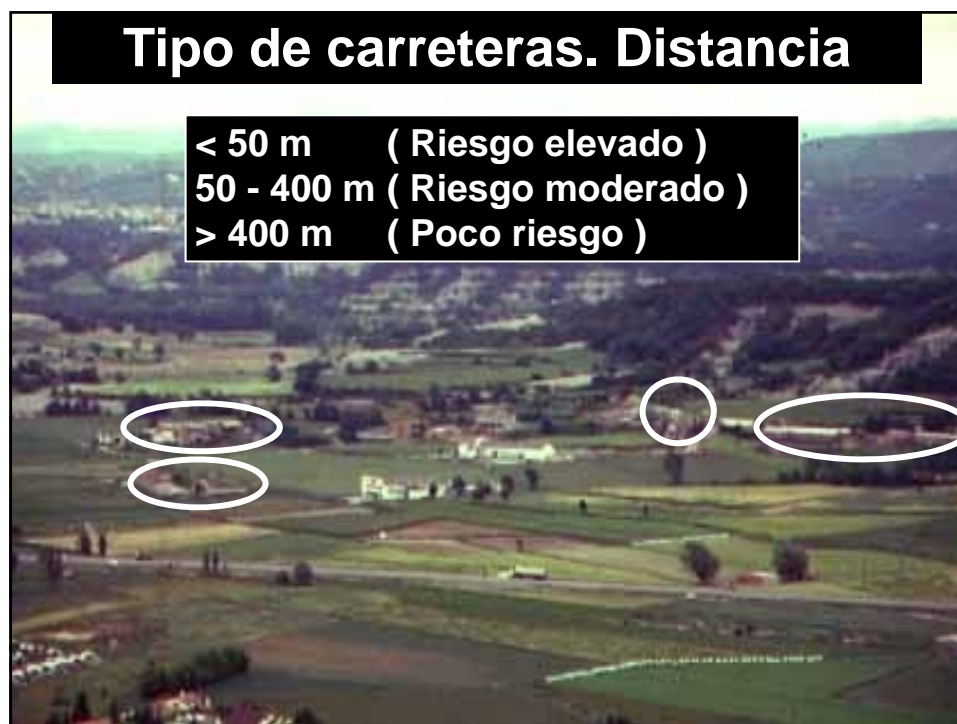 Tipo de carreteras. Distancia
< 50 m ( Riesgo elevado )
50 - 400 m ( Riesgo moderado )
> 400 m ( Poco riesgo )